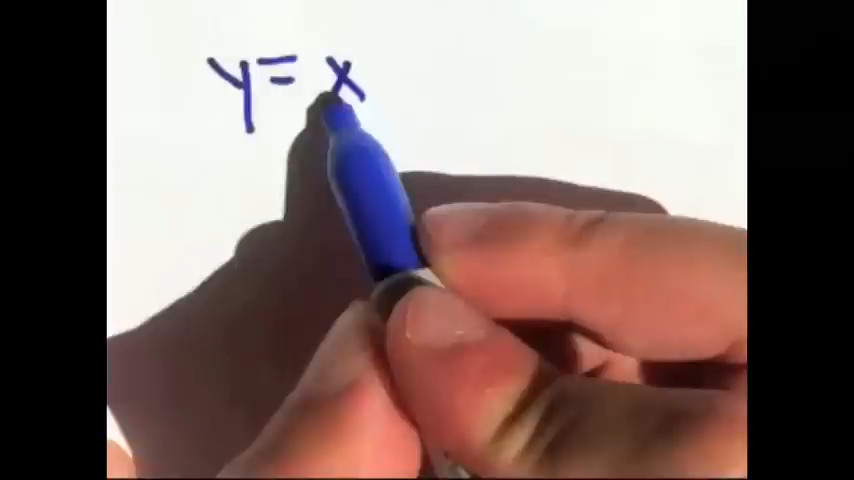 y = x